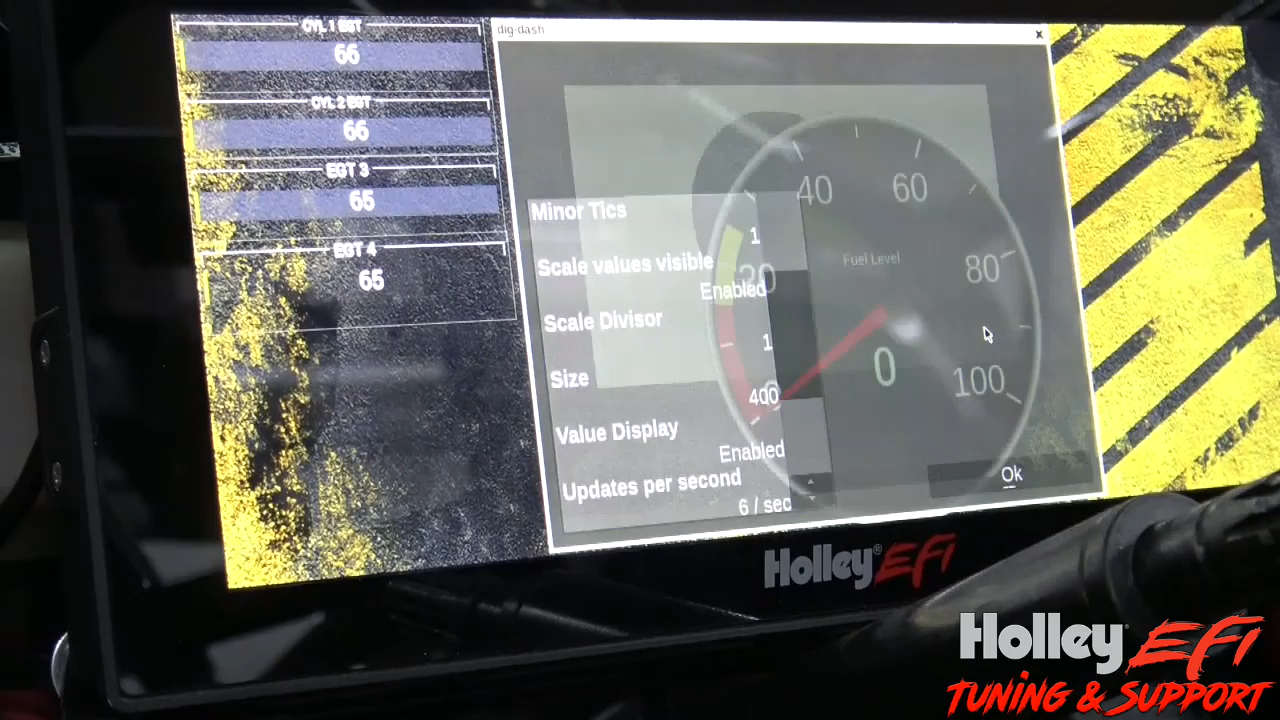 CYL 1 EGT
66
CYL 2 EGT
66
EGT 3
65
EGT 4
65
dig-dash
Minor Tics
1
Scale values visible
Enabled
Scale Divisor
1
Size
400
Value Display
Enabled
Updates per second
6 / sec
0
20
40
60
80
100
Fuel Level
0
Ok
Holley® EFI
Holley EFI
TUNING & SUPPORT